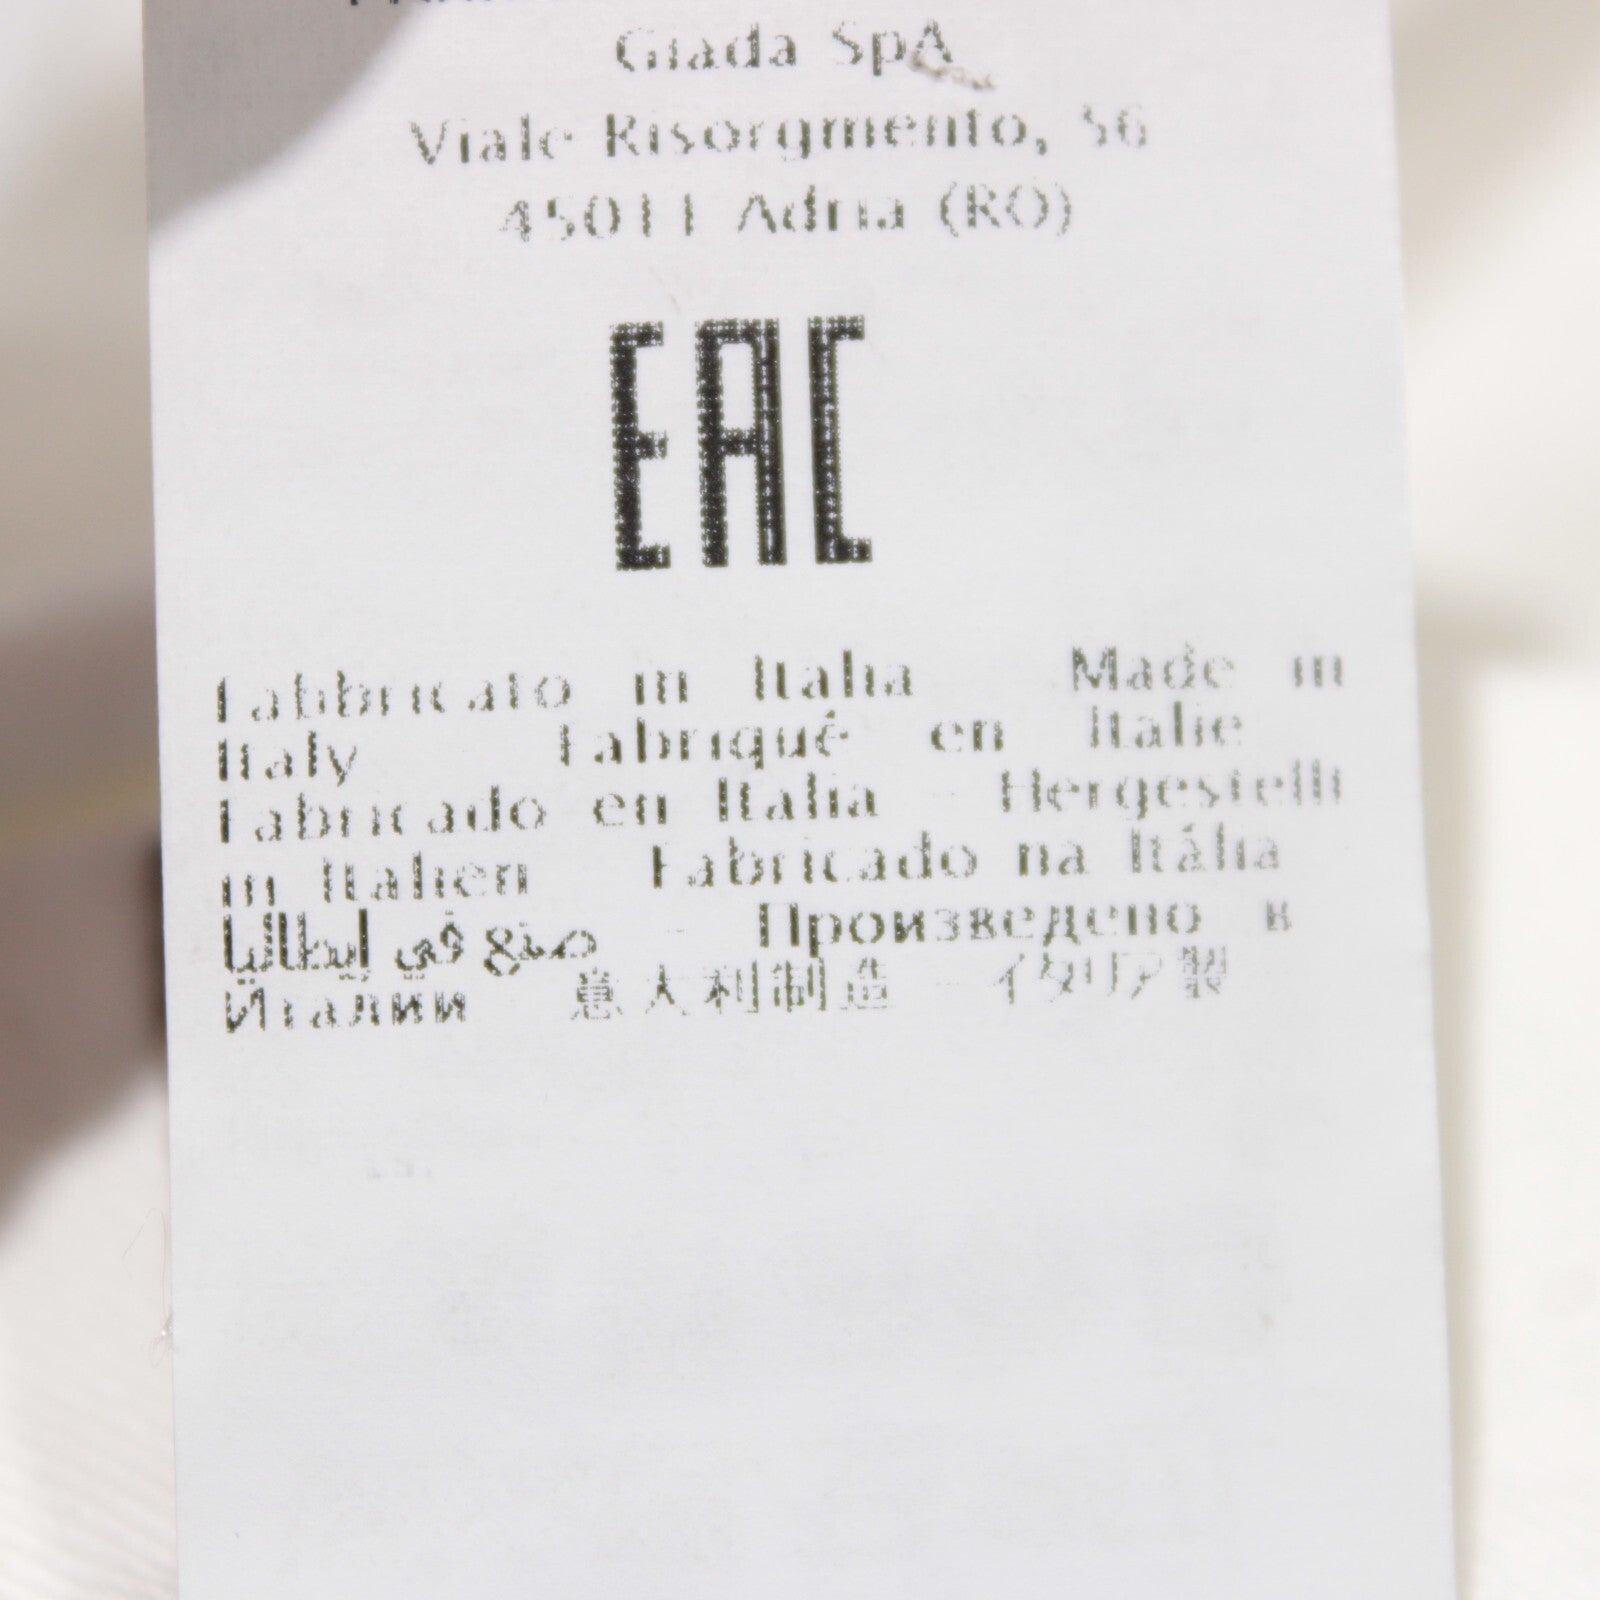 Giada SpA
Viale Risorgmento, 56
45011 Adria (RO)
EAC
Fabbricato in Italia Made in
Italy Fabriqué en Italie
Fabricado en Italia - Hergestellt
in Italien Fabricado na Itália
صنع في إيطاليا - Произведено в
Италии 意大利制造 - イタリア製